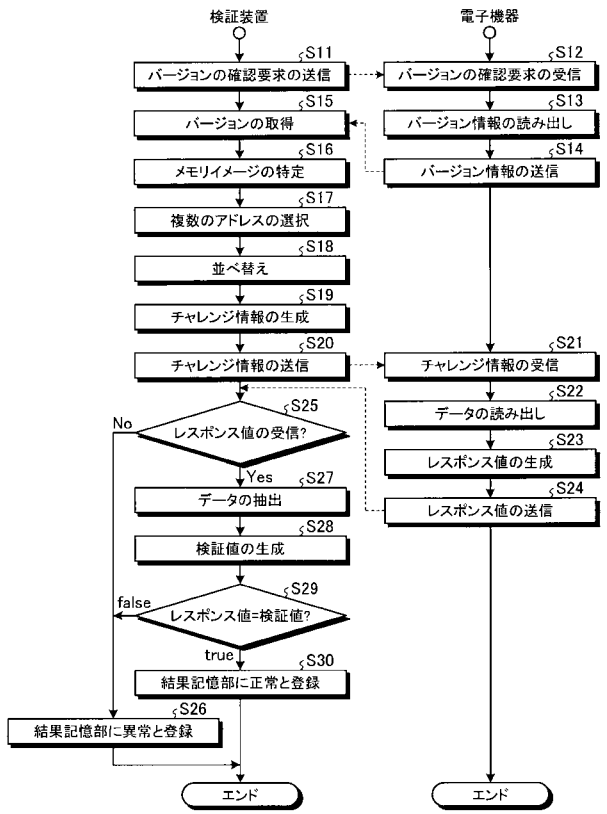 検証装置
電子機器
S11
バージョンの確認要求の送信
S12
バージョンの確認要求の受信
S15
バージョンの取得
S13
バージョン情報の読み出し
S16
メモリイメージの特定
S14
バージョン情報の送信
S17
複数のアドレスの選択
S18
並べ替え
S19
チャレンジ情報の生成
S20
チャレンジ情報の送信
S21
チャレンジ情報の受信
S25
レスポンス値の受信?
No
Yes
S22
データの読み出し
S23
レスポンス値の生成
S27
データの抽出
S24
レスポンス値の送信
S28
検証値の生成
S29
レスポンス値=検証値?
false
true
S30
結果記憶部に正常と登録
S26
結果記憶部に異常と登録
エンド
エンド